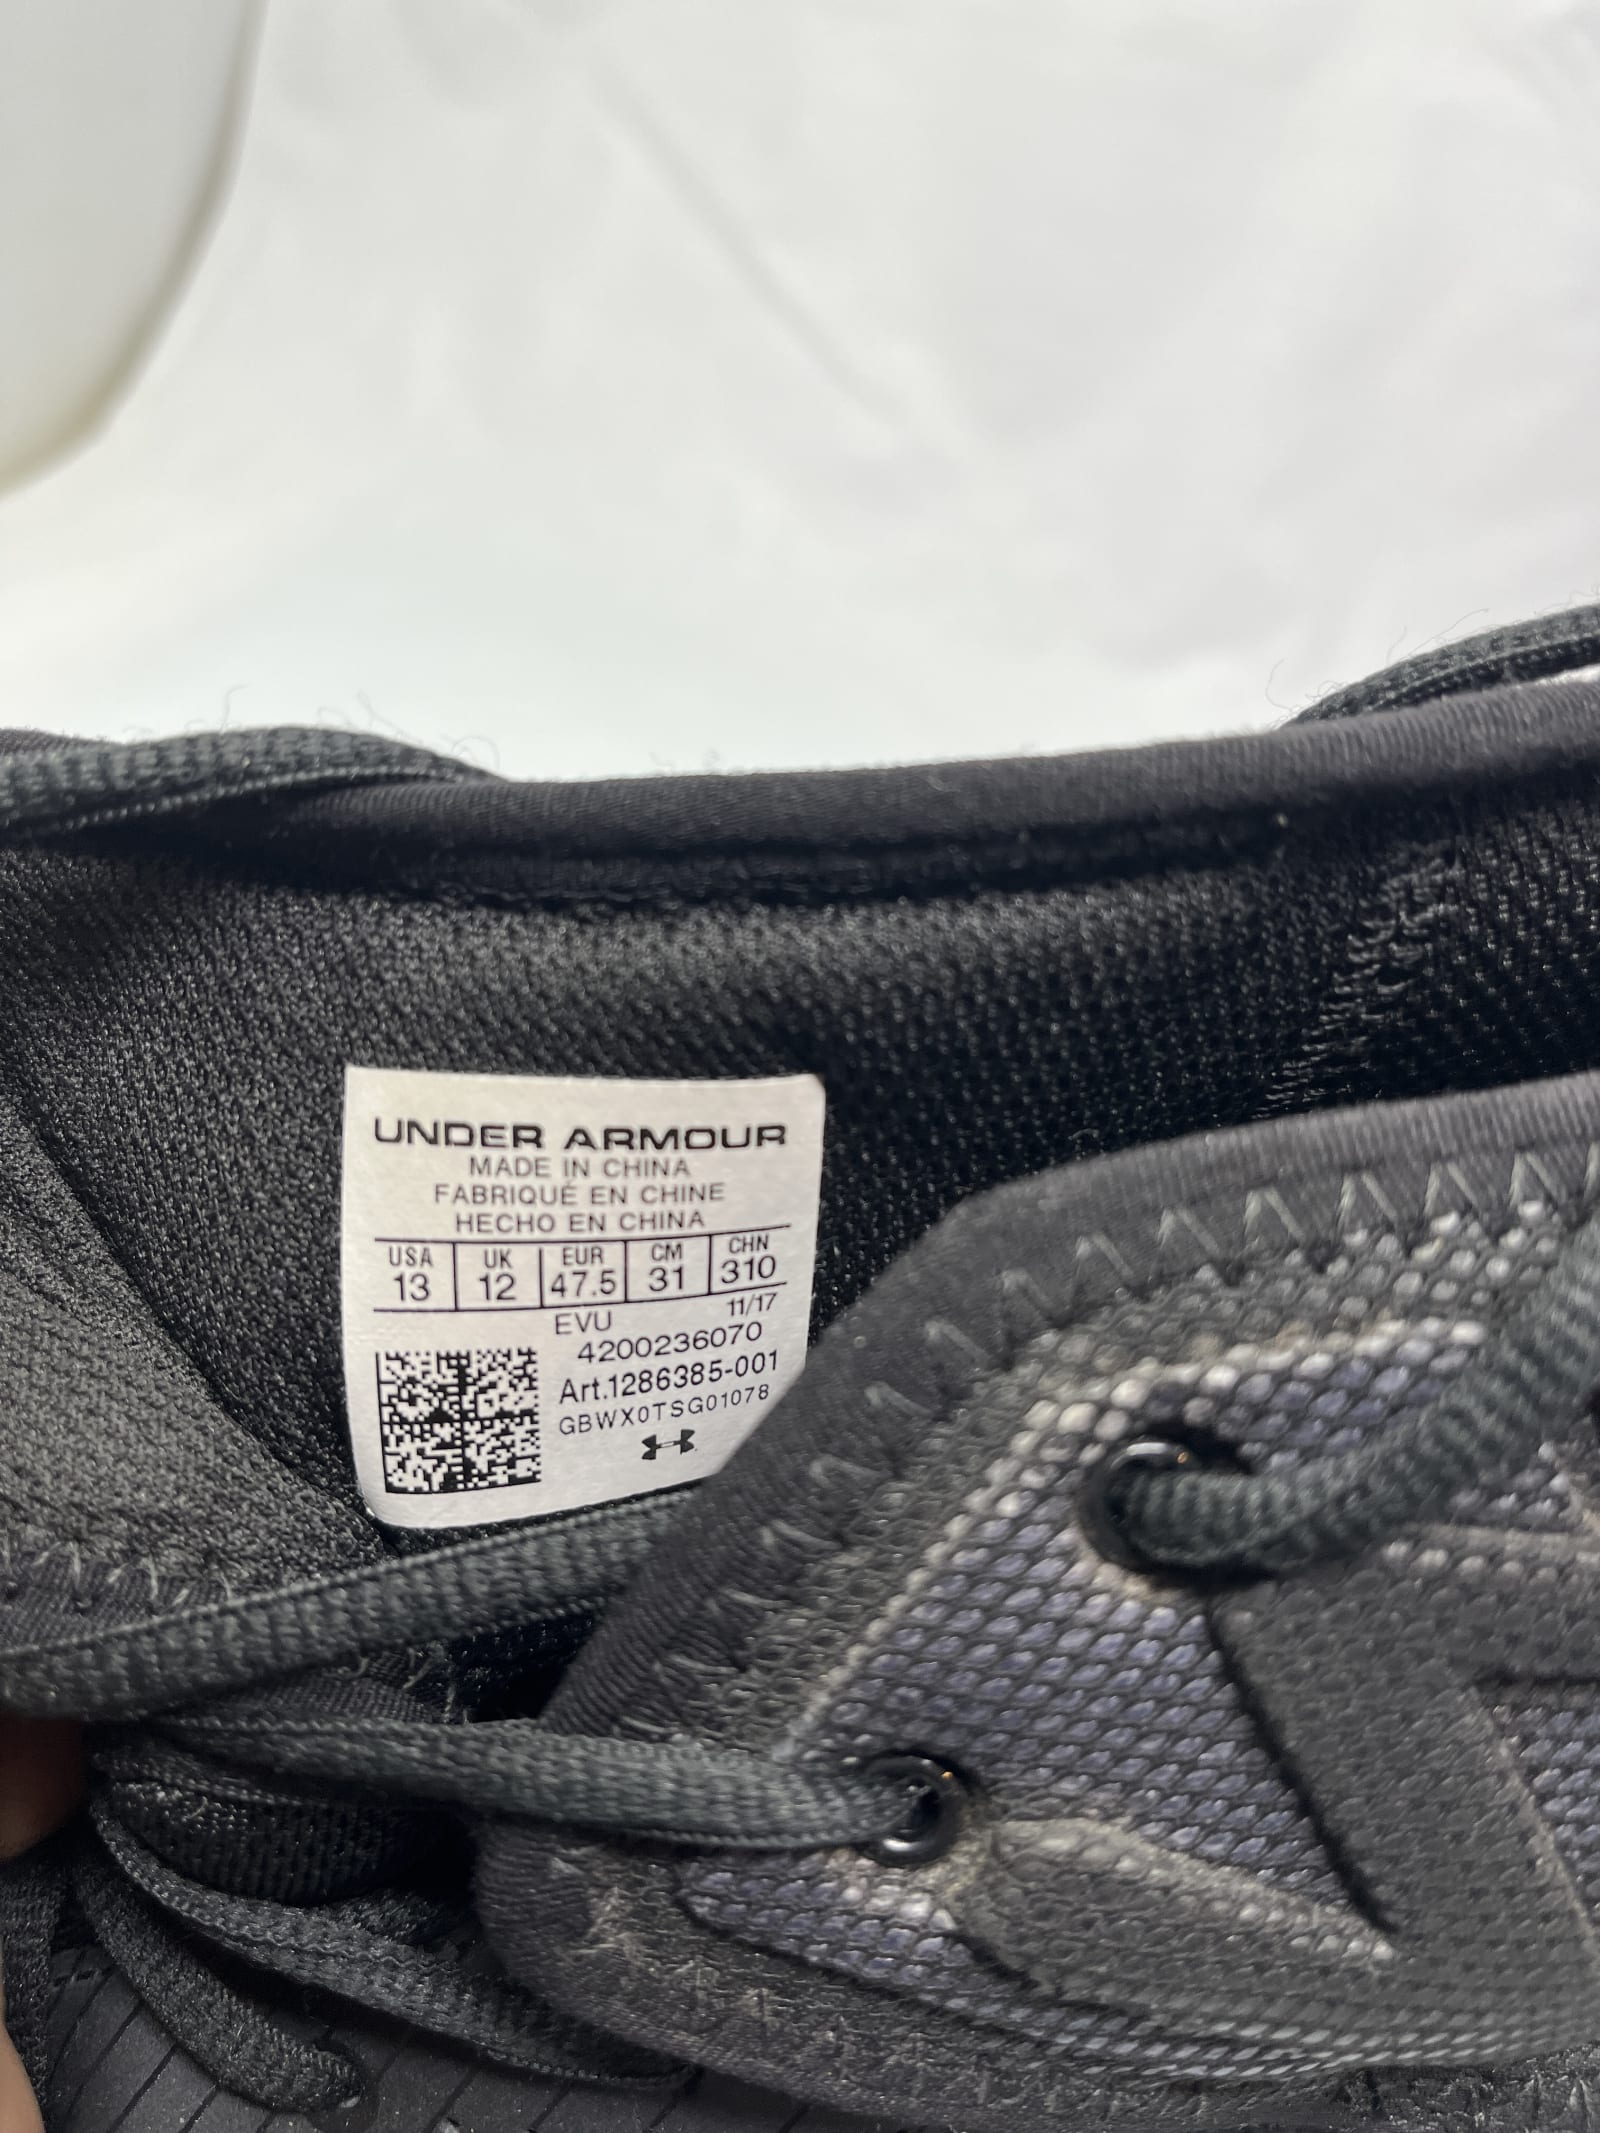 UNDER ARMOUR
MADE IN CHINA
FABRIQUÉ EN CHINE
HECHO EN CHINA
USA UK EUR CM CHN
13 12 47.5 31 310
EVU 11/17
4200236070
Art.1286385-001
GBWX0TSG01078